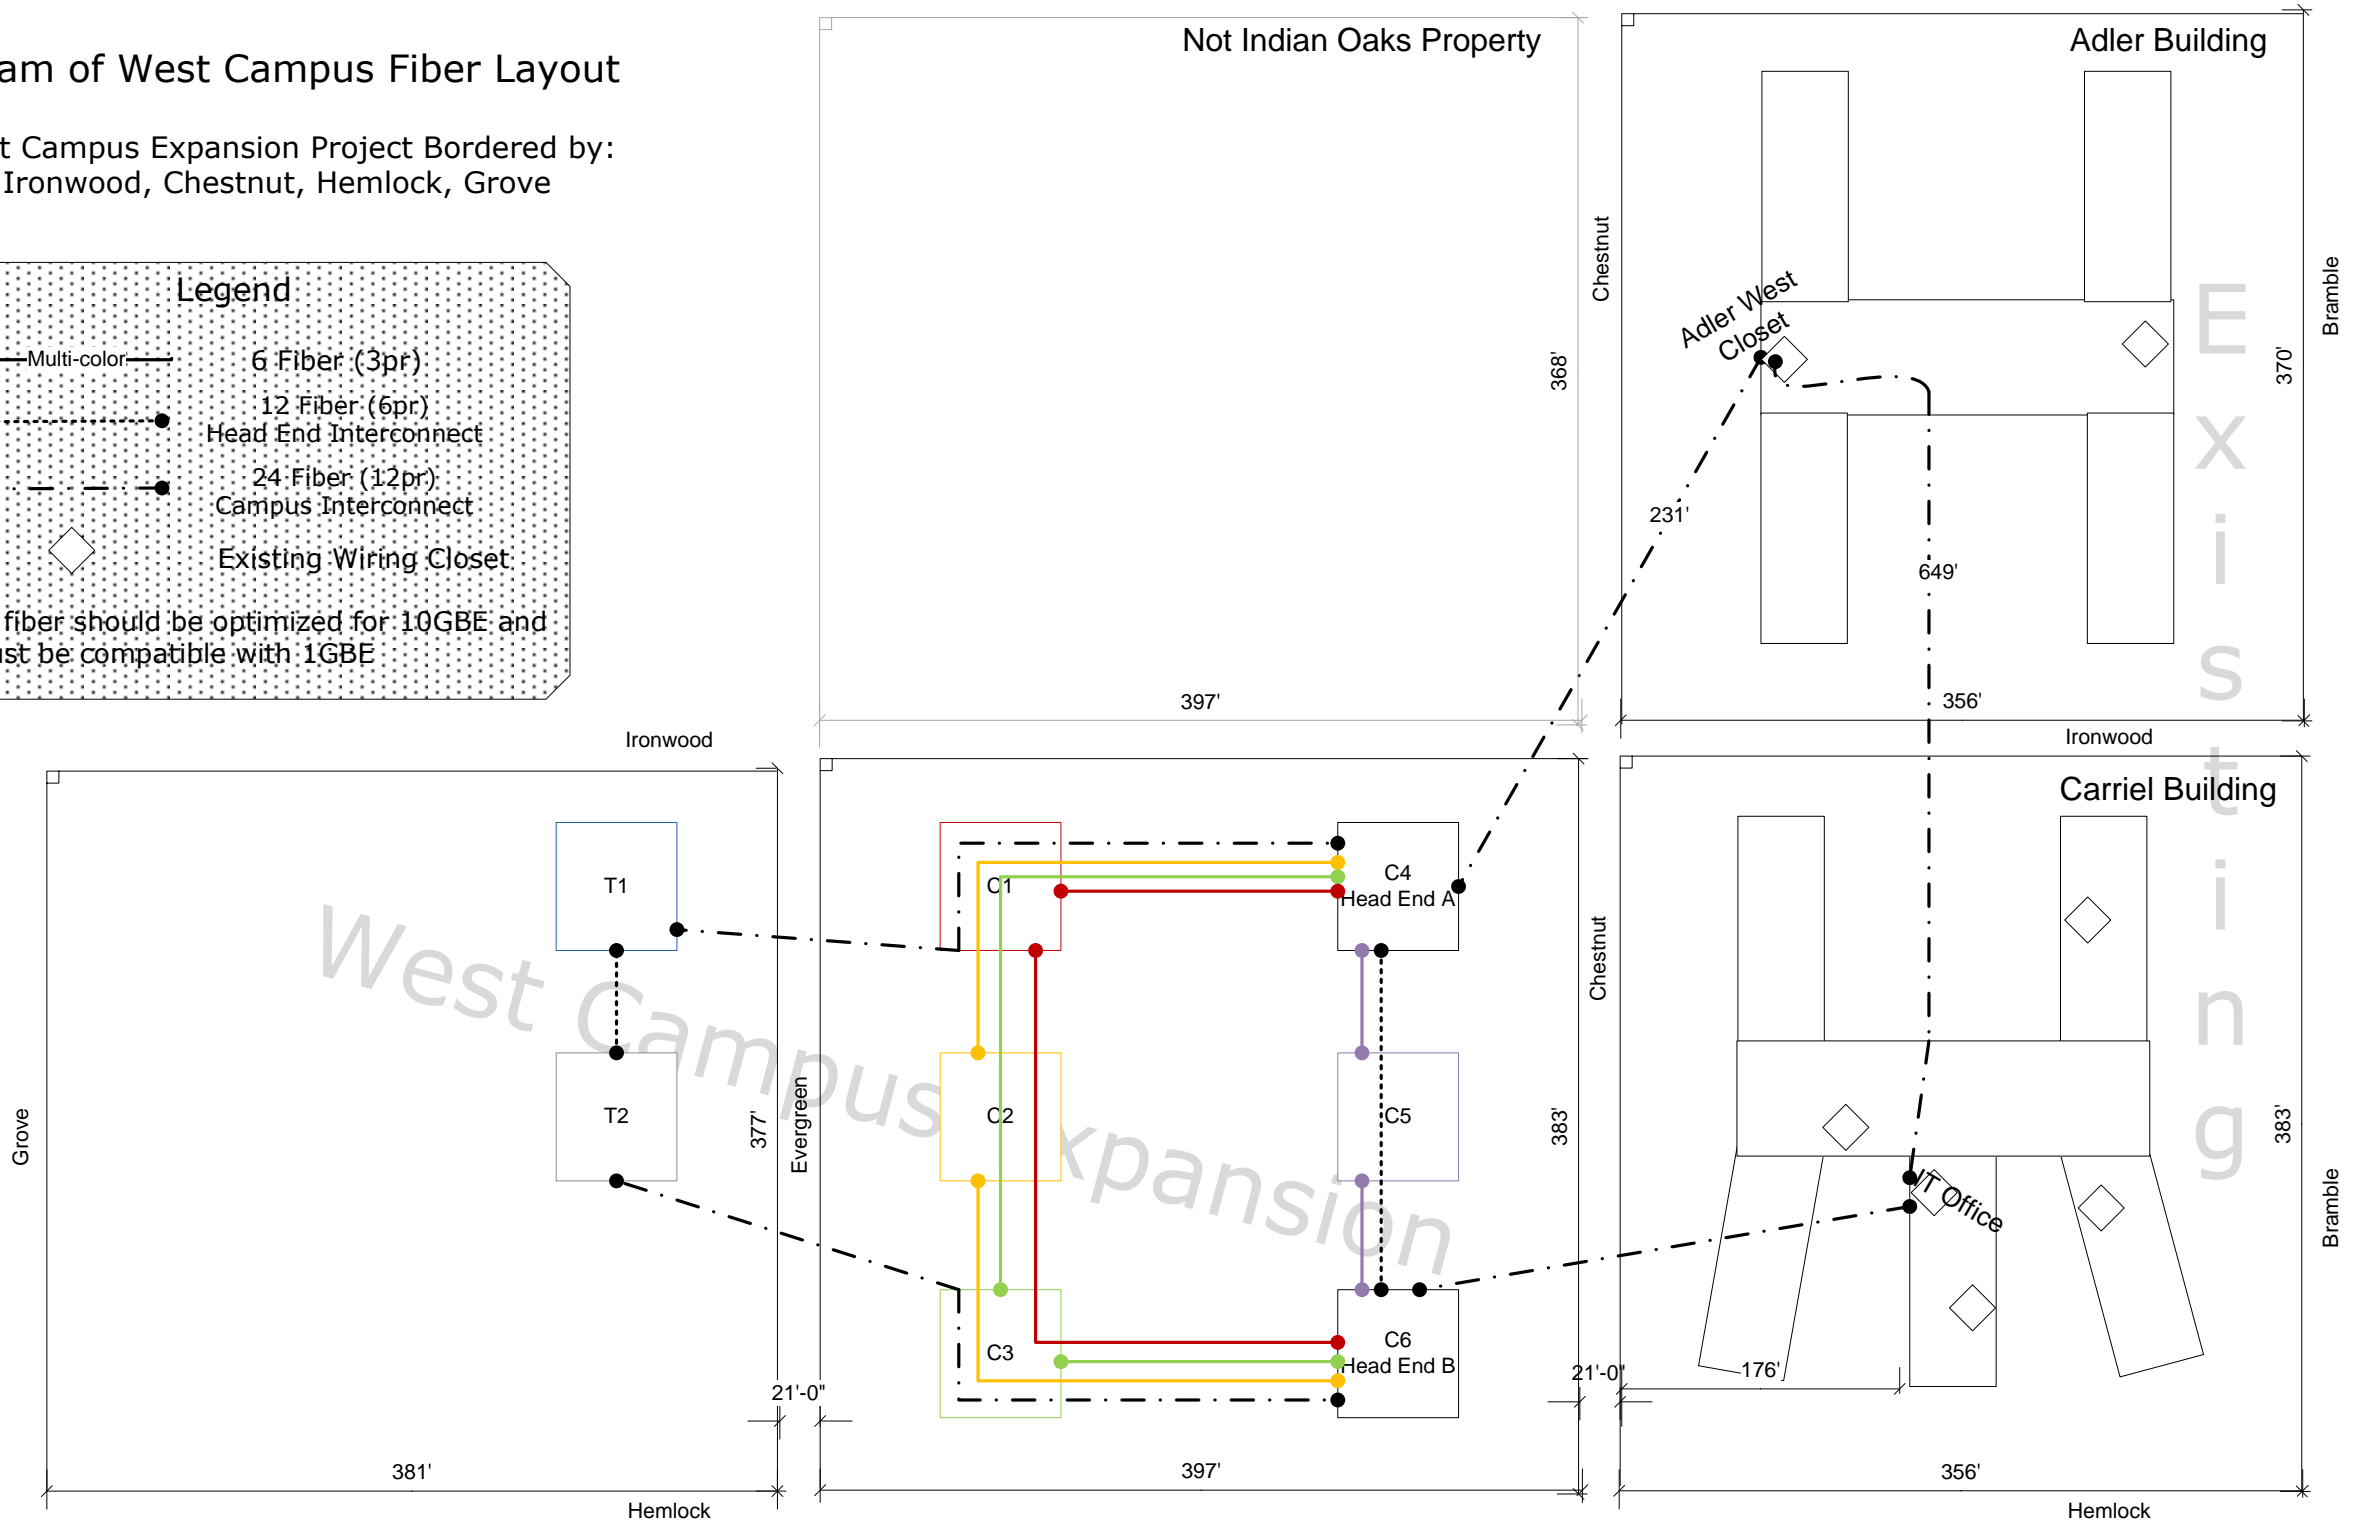 am of West Campus Fiber Layout
t Campus Expansion Project Bordered by:
Ironwood, Chestnut, Hemlock, Grove
Legend
Multi-color
6 Fiber (3pr)
12 Fiber (6pr)
Head End Interconnect
24 Fiber (12pr)
Campus Interconnect
Existing Wiring Closet
fiber should be optimized for 10GBE and
ust be compatible with 1GBE
Not Indian Oaks Property
368'
397'
Chestnut
Adler Building
Adler West
Closet
231'
649'
370'
356'
Bramble
Existing
Ironwood
Ironwood
West Campus Expansion
Grove
T1
T2
377'
Evergreen
21'-0"
381'
Hemlock
C1
C2
C3
C4
Head End A
C5
C6
Head End B
383'
397'
Chestnut
21'-0"
Carriel Building
IT Office
176'
383'
356'
Bramble
Hemlock